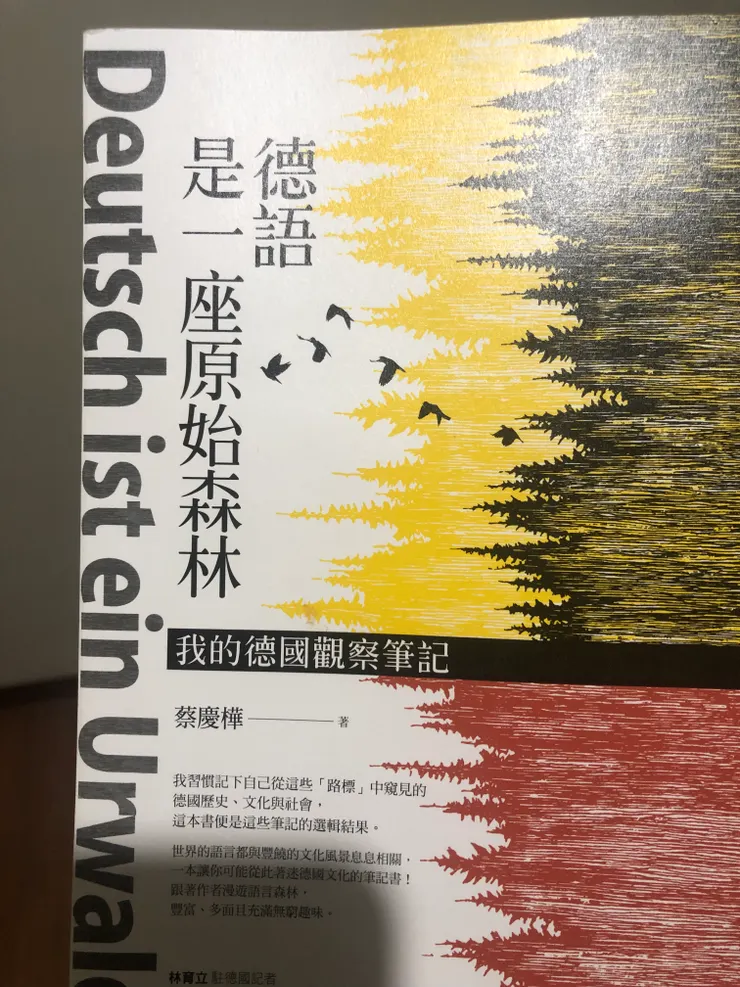 Deutsch ist ein Urwald
德語
是一座原始森林
我的德國觀察筆記
蔡慶樺 著
我習慣記下自己從這些「路標」中窺見的
德國歷史、文化與社會，
這本書便是這些筆記的選輯結果。
世界的語言都與豐饒的文化風景息息相關，
一本讓你可能從此著迷德國文化的筆記書！
跟著作者漫遊語言森林，
豐富、多面目充滿無窮趣味。
林育立 駐德國記者